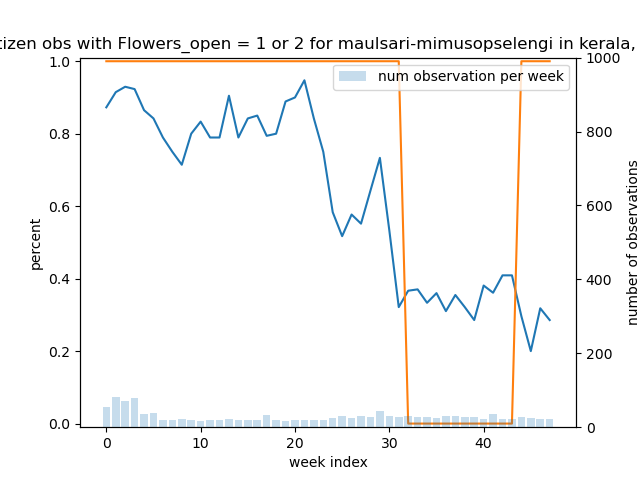 tizen obs with Flowers_open = 1 or 2 for maulsari-mimusopselengi in kerala,
num observation per week
percent
number of observations
1.0
0.8
0.6
0.4
0.2
0.0
1000
800
600
400
200
0
0 10 20 30 40
week index